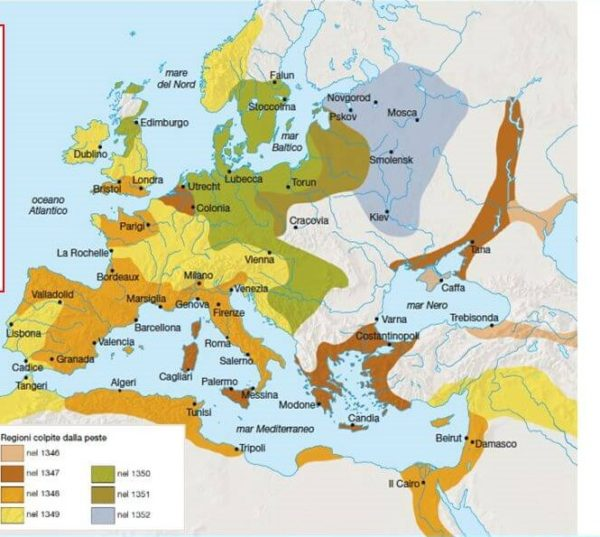 mare
del Nord
Falun
Novgorod
Stoccolma
Pskov
Mosca
Edimburgo
mar
Baltico
Dublino
Smolensk
Londra
Lubecca
Torun
Bristol
Utrecht
oceano
Atlantico
Colonia
Kiev
Cracovia
Parigi
Tana
La Rochelle
Vienna
Milano
Caffa
Bordeaux
Venezia
Valladolid
Marsiglia
Genova
mar Nero
Firenze
Varna
Trebisonda
Lisbona
Barcellona
Roma
Costantinopoli
Valencia
Granada
Salerno
Cadice
Cagliari
Tangeri
Algeri
Palermo
Messina
Modone
Tunisi
Candia
mar Mediterraneo
Beirut
Damasco
Tripoli
Il Cairo
Regioni colpite dalla peste
nel 1346
nel 1347
nel 1350
nel 1348
nel 1351
nel 1349
nel 1352